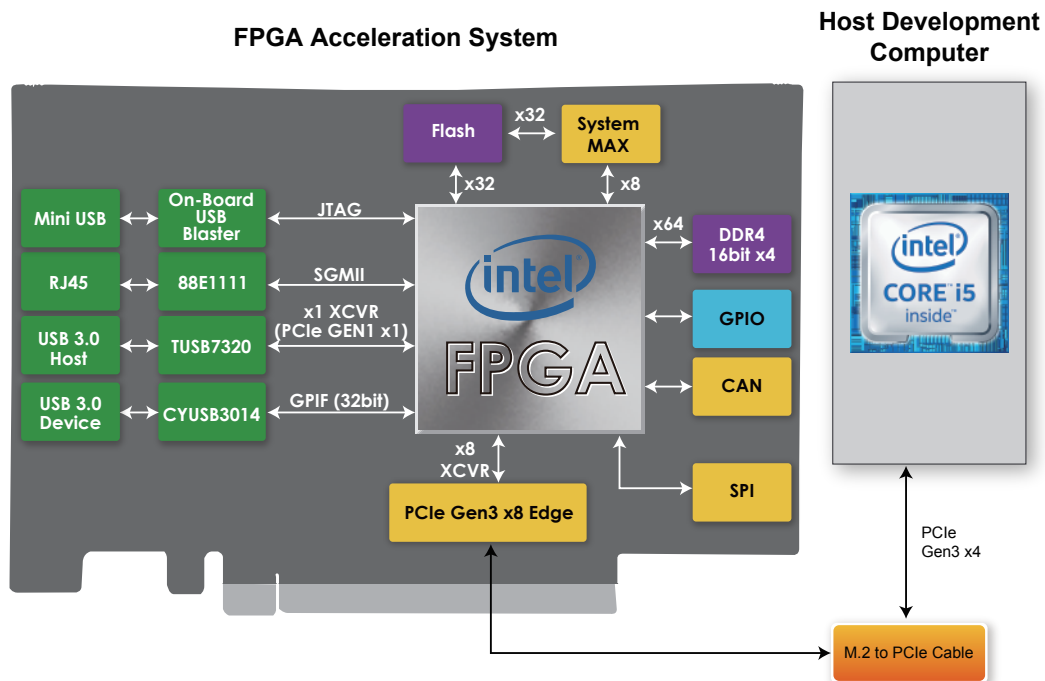 FPGA Acceleration System
Host Development
Computer
Flash
x32
System
MAX
x32
x8
Mini USB
On-Board
USB
Blaster
JTAG
x64
DDR4
16bit x4
RJ45
88E1111
SGMII
x1 XCVR
(PCIe GEN1 x1)
USB 3.0
Host
TUSB7320
USB 3.0
Device
CYUSB3014
GPIF (32bit)
intel
FPGA
GPIO
CAN
SPI
x8
XCVR
PCIe Gen3 x8 Edge
intel
CORE™ i5
inside™
PCIe
Gen3 x4
M.2 to PCIe Cable